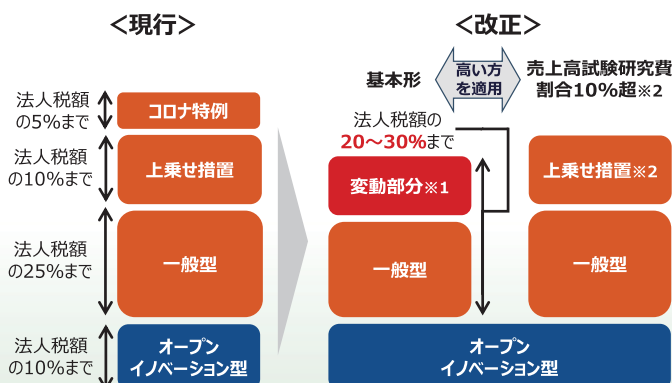 ＜現行＞
法人税額
の5%まで
コロナ特例
法人税額
の10%まで
上乗せ措置
法人税額
の25%まで
一般型
法人税額
の10%まで
オープン
イノベーション型
＜改正＞
基本形
高い方
を適用
売上高試験研究費
割合10%超※2
法人税額の
20～30%まで
変動部分※1
一般型
上乗せ措置※2
一般型
オープン
イノベーション型